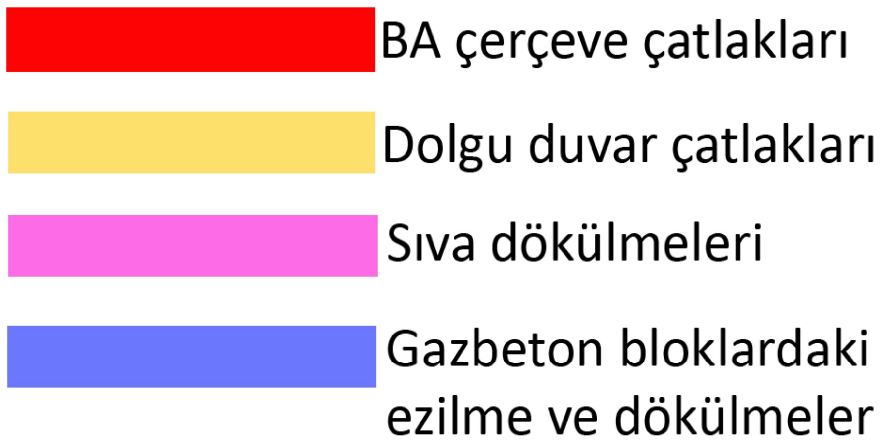 BA çerçeve çatlakları
Dolgu duvar çatlakları
Sıva dökülmeleri
Gazbeton bloklardaki
ezilme ve dökülmeler